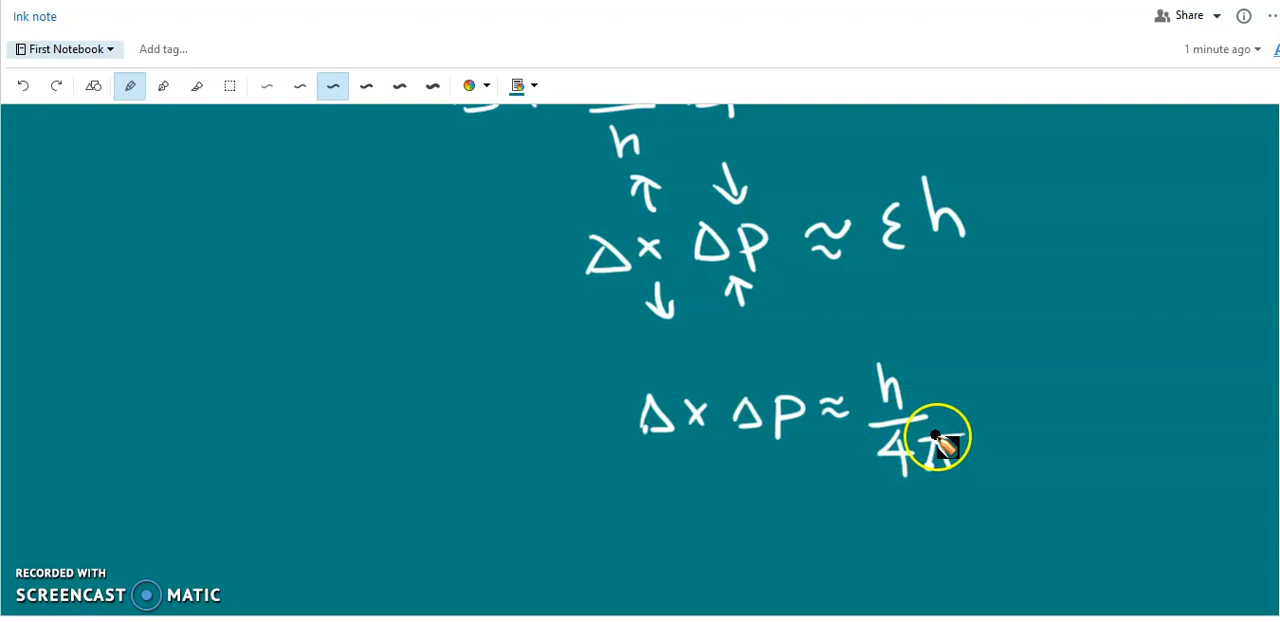 Ink note
Share
First Notebook Add tag...
1 minute ago
h
↑ ↓
Δx Δp ≈ εh
↓ ↑
Δx Δp ≈ h/4π
RECORDED WITH
SCREENCAST MATIC